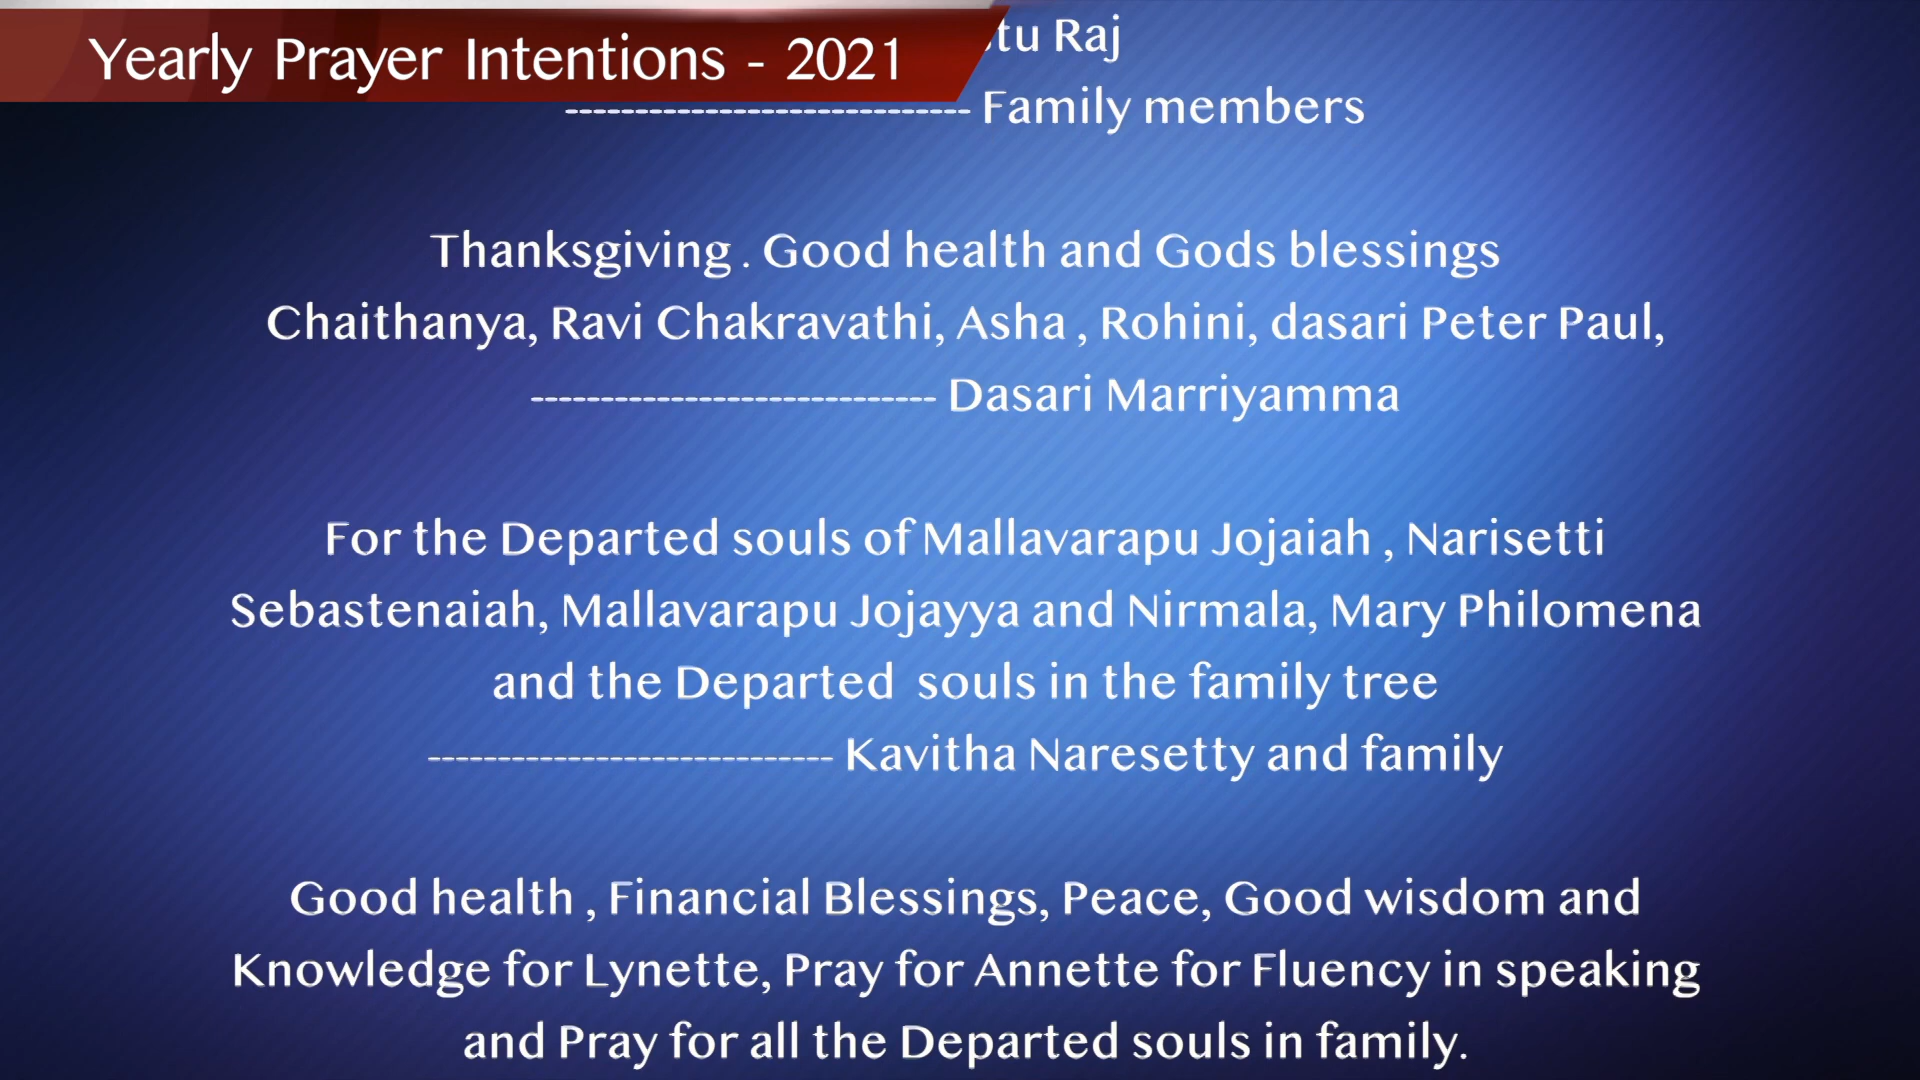 Yearly Prayer Intentions - 2021
Raj
--------------------------- Family members
Thanksgiving . Good health and Gods blessings
Chaithanya, Ravi Chakravathi, Asha , Rohini, dasari Peter Paul,
--------------------------- Dasari Marriyamma
For the Departed souls of Mallavarapu Jojaiah , Narisetti
Sebastenaiah, Mallavarapu Jojayya and Nirmala, Mary Philomena
and the Departed  souls in the family tree
--------------------------- Kavitha Naresetty and family
Good health , Financial Blessings, Peace, Good wisdom and
Knowledge for Lynette, Pray for Annette for Fluency in speaking
and Pray for all the Departed souls in family.